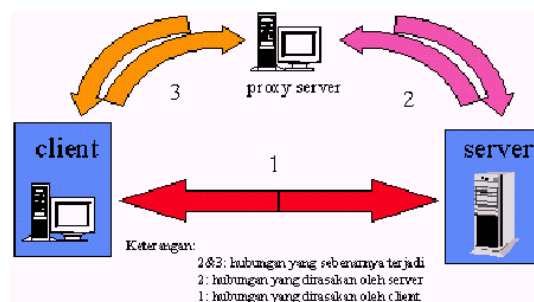 proxy server
3
2
client
server
1
Keterangan:
2&3: hubungan yang sebenarnya terjadi
2: hubungan yang dirasakan oleh server
1: hubungan yang dirasakan oleh client